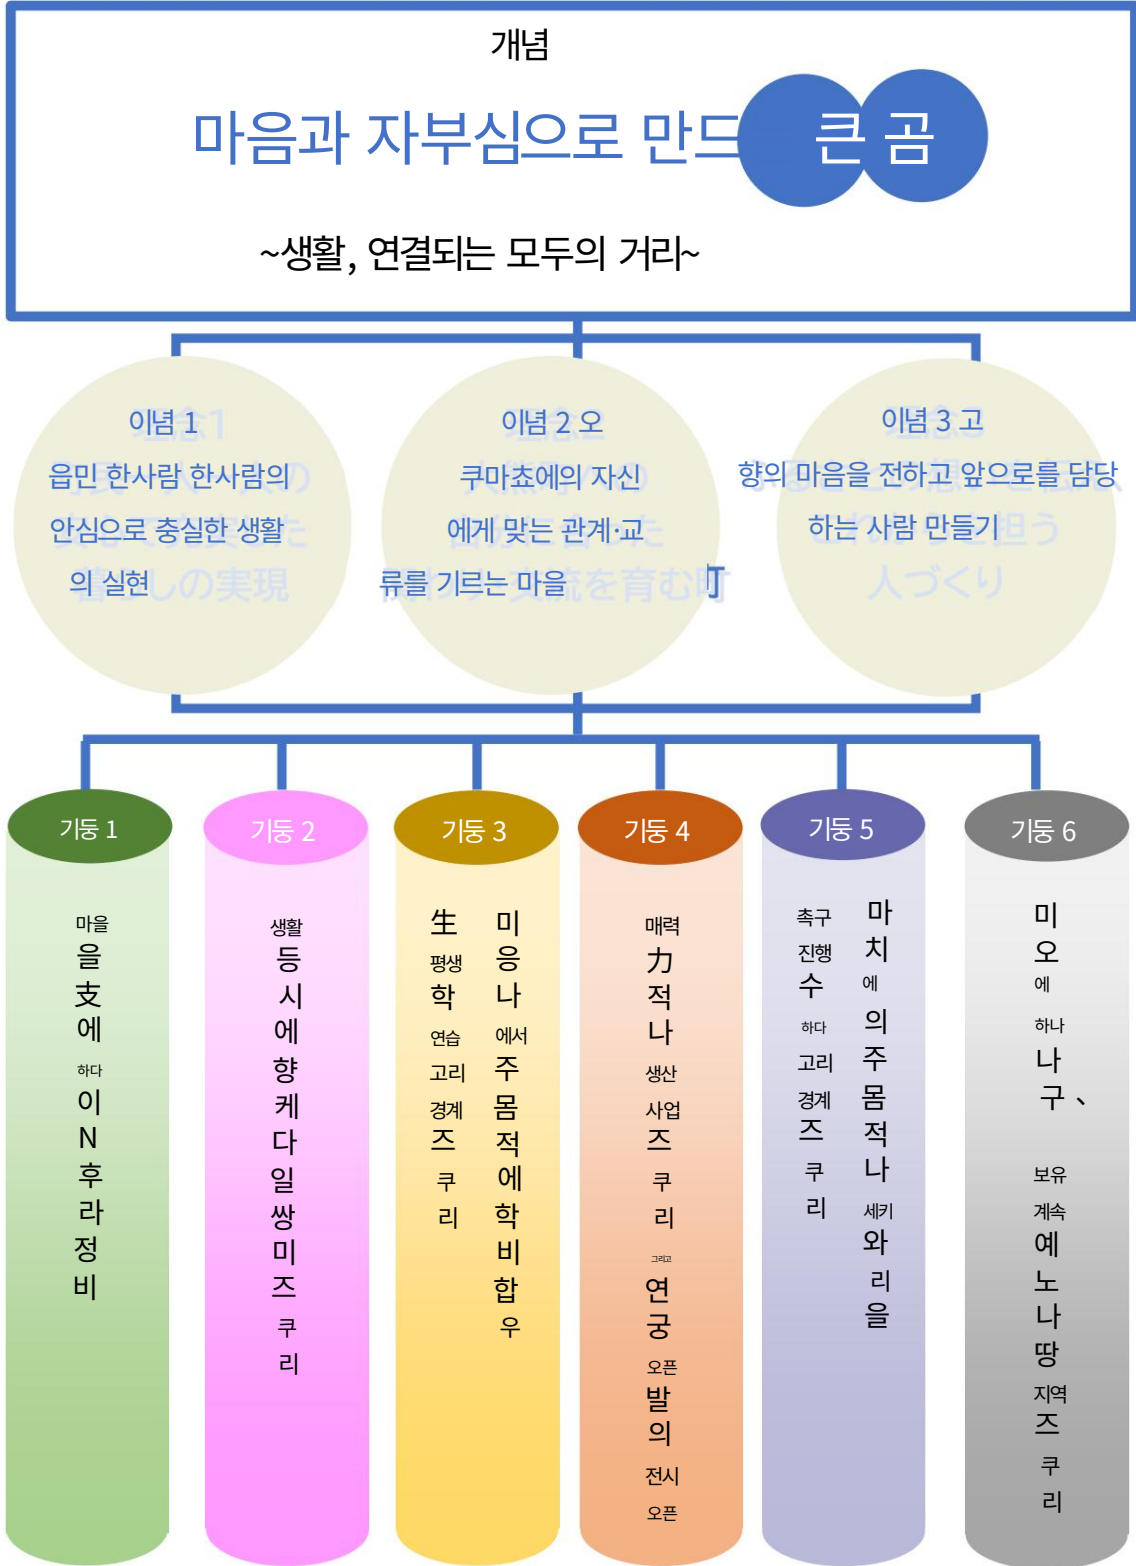 개념
마음과 자부심으로 만드
큰 곰
~생활, 연결되는 모두의 거리~
이념 1
읍민 한사람 한사람의
안심으로 충실한 생활
의 실현
이념 2 오
쿠마쵸에의 자신
에게 맞는 관계·교
류를 기르는 마을
이념 3 고
향의 마음을 전하고 앞으로를 담당
하는 사람 만들기
기둥 1
기둥 2
기둥 3
기둥 4
기둥 5
기둥 6
마을을支에하다이N후라정비
생활등시에향케다일쌍미즈쿠리
미응나에서주몸적에학비합우
生평생학연습고리경계즈쿠리
매력力적나생산사업즈쿠리그리고연궁오픈발의전시오픈
마치에의주몸적나세키와리을
촉구진행수하다고리경계즈쿠리
미오에하나나구、보유계속예노나땅지역즈쿠리